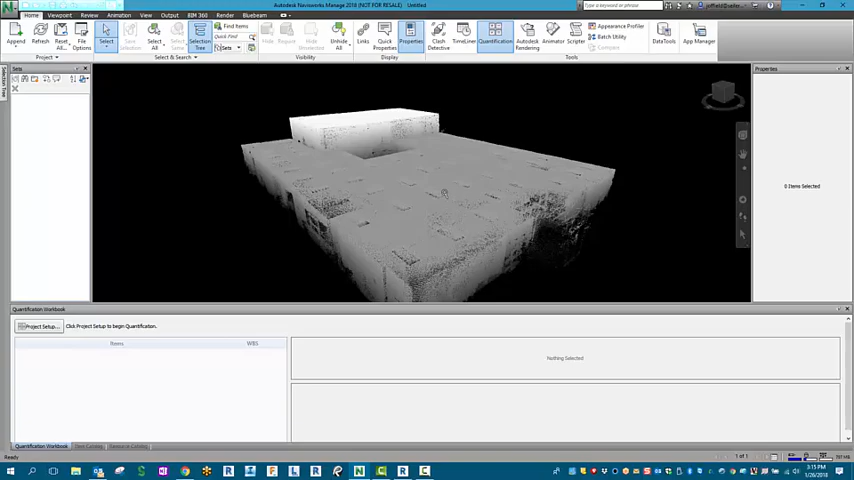 Autodesk Navisworks Manage 2018 (NOT FOR RESALE) Untitled
Type a keyword or phrase
Home Viewpoint Review Animation View Output BIM 360 Render Bluebeam
Append Refresh Reset All... File Options
Select Save Selection Select All Select Same Selection Tree
Find Items
Quick Find
Sets
Hide Require Hide Unselected Unhide All
Links Quick Properties Properties
Clash Detective TimeLiner Quantification Autodesk Rendering Animator Scripter
Appearance Profiler
Batch Utility
Compare
DataTools App Manager
Project Select & Search Visibility Display Tools
Sets
Properties
Selection Tree
0 Items Selected
Quantification Workbook
Project Setup... Click Project Setup to begin Quantification.
Items WBS
Nothing Selected
Quantification Workbook Item Catalog Resource Catalog
Ready
1 of 1
3:15 PM
1/26/2018